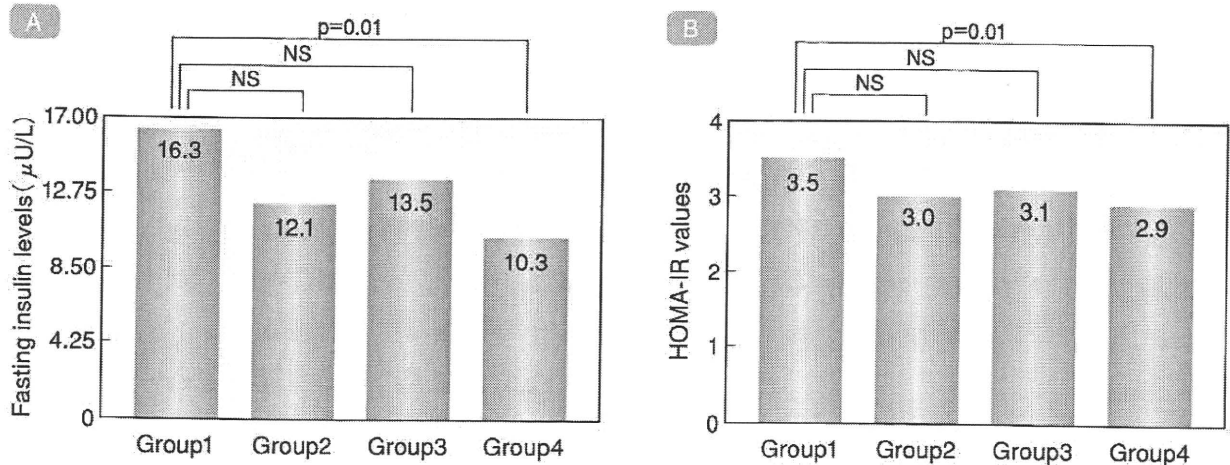 A
p=0.01
NS
NS
Fasting insulin levels(μU/L)
17.00
12.75
8.50
4.25
0
16.3
12.1
13.5
10.3
Group1 Group2 Group3 Group4
B
p=0.01
NS
NS
HOMA-IR values
4
3
2
1
0
3.5
3.0
3.1
2.9
Group1 Group2 Group3 Group4